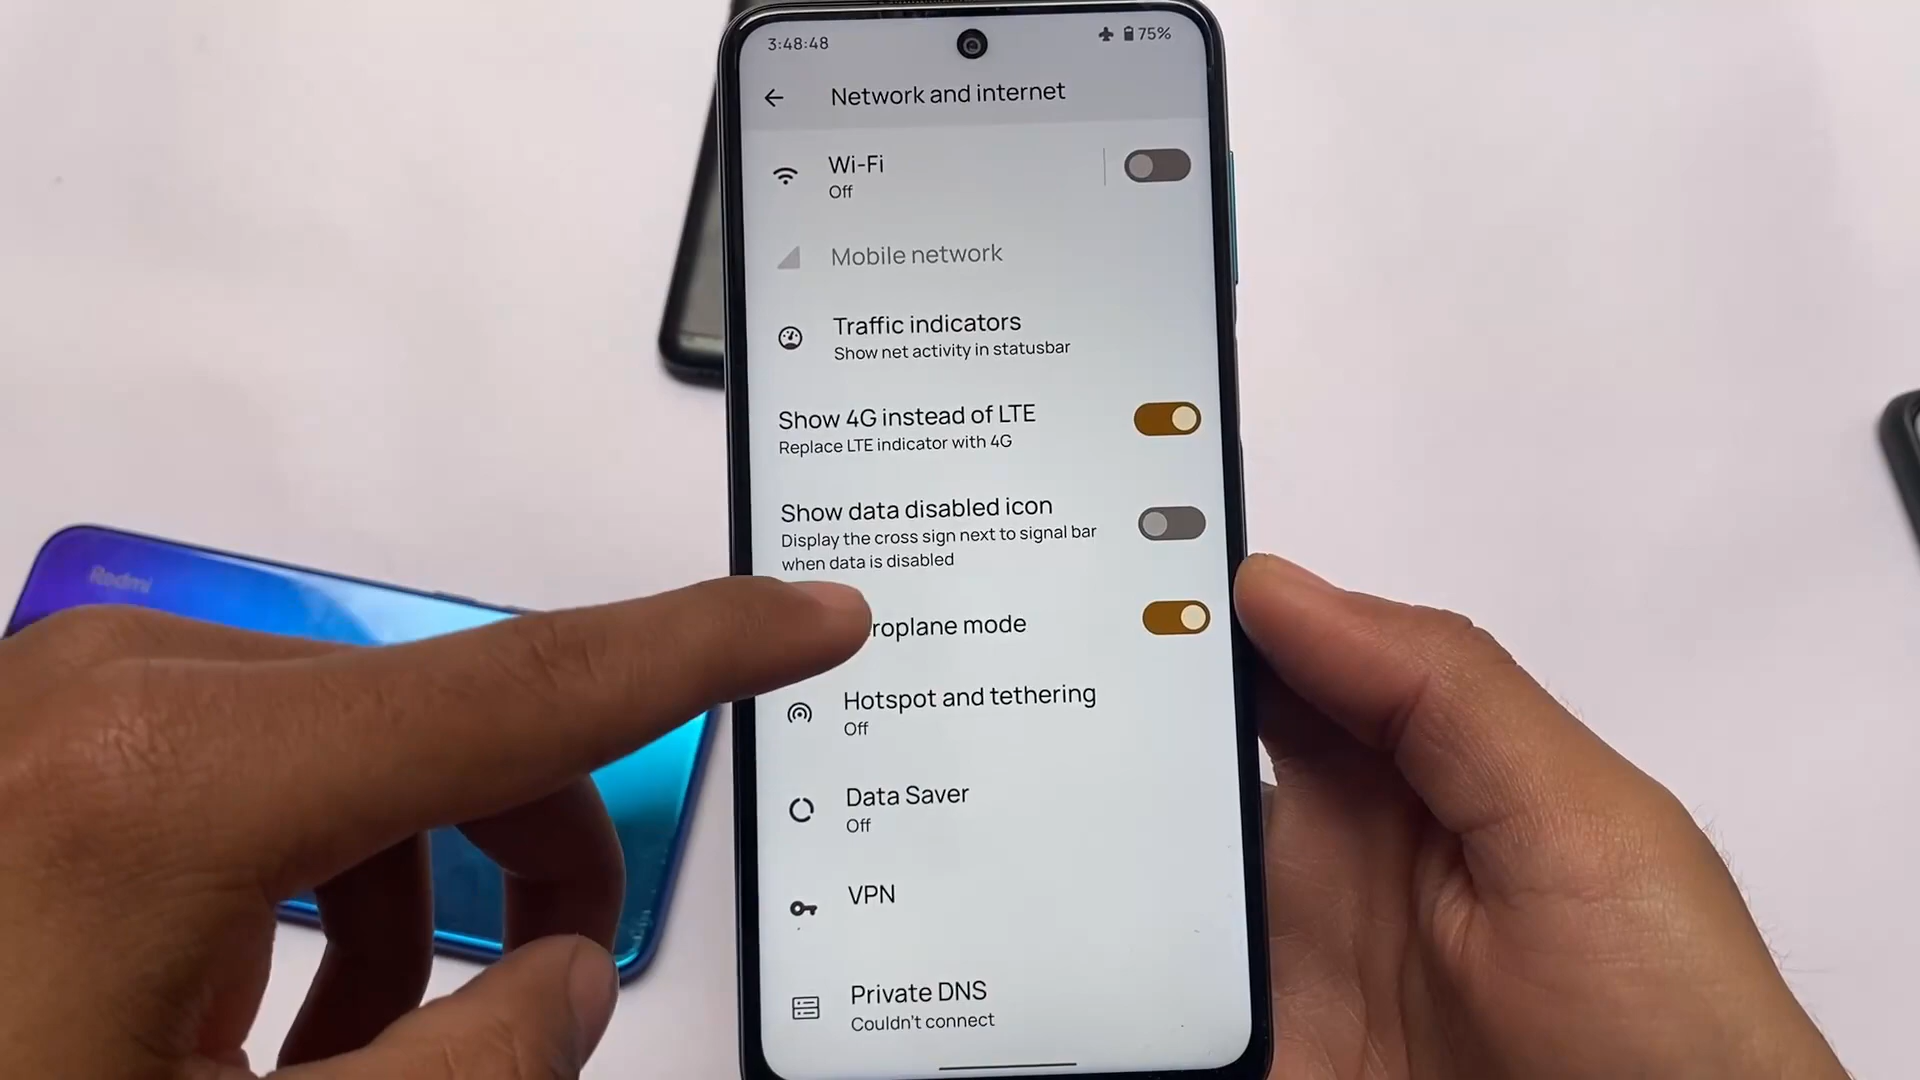 3:48:48
75%
Network and internet
Wi-Fi
Off
Mobile network
Traffic indicators
Show net activity in statusbar
Show 4G instead of LTE
Replace LTE indicator with 4G
Show data disabled icon
Display the cross sign next to signal bar
when data is disabled
roplane mode
Hotspot and tethering
Off
Data Saver
Off
VPN
Private DNS
Couldn't connect
Redmi